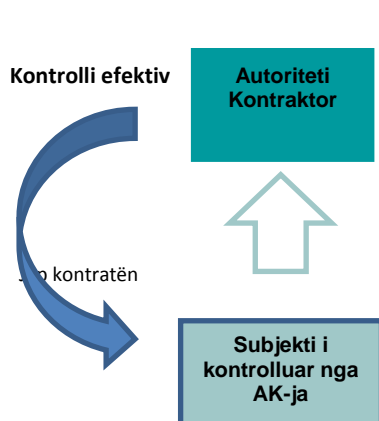 Kontrolli efektiv
Autoriteti
Kontraktor
kontratën
Subjekti i
kontrolluar nga
AK-ja